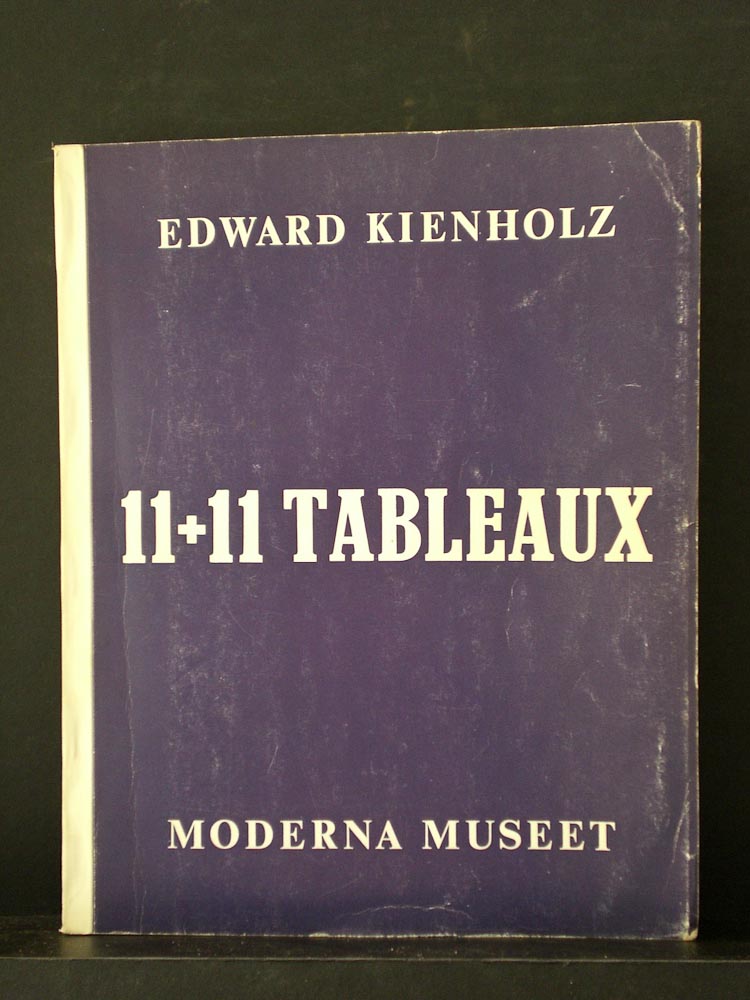 EDWARD KIENHOLZ
11+11 TABLEAUX
MODERNA MUSEET